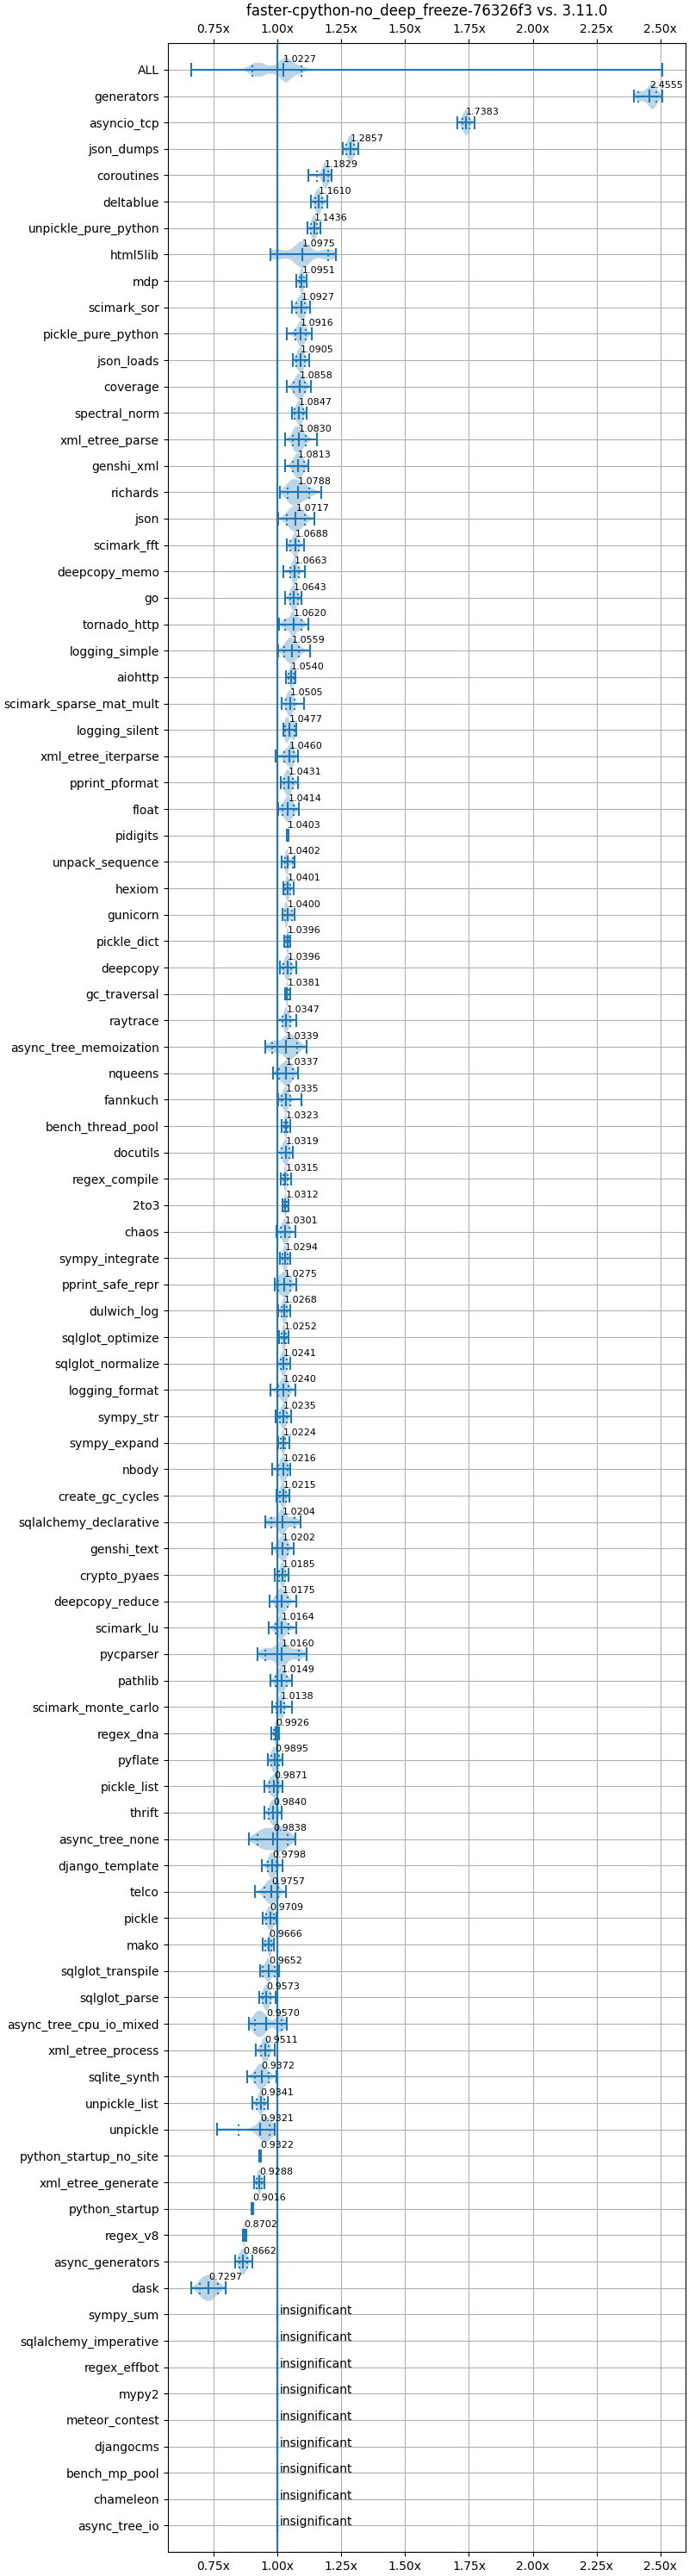 faster-cpython-no_deep_freeze-76326f3 vs. 3.11.0
0.75x 1.00x 1.25x 1.50x 1.75x 2.00x 2.25x 2.50x
ALL 1.0227
generators 2.4555
asyncio_tcp 1.7383
json_dumps 1.2857
coroutines 1.1829
deltablue 1.1610
unpickle_pure_python 1.1436
html5lib 1.0975
mdp 1.0951
scimark_sor 1.0927
pickle_pure_python 1.0916
json_loads 1.0905
coverage 1.0858
spectral_norm 1.0847
xml_etree_parse 1.0830
genshi_xml 1.0813
richards 1.0788
json 1.0717
scimark_fft 1.0688
deepcopy_memo 1.0663
go 1.0643
tornado_http 1.0620
logging_simple 1.0559
aiohttp 1.0540
scimark_sparse_mat_mult 1.0505
logging_silent 1.0477
xml_etree_iterparse 1.0460
pprint_pformat 1.0431
float 1.0414
pidigits 1.0403
unpack_sequence 1.0402
hexiom 1.0401
gunicorn 1.0400
pickle_dict 1.0396
deepcopy 1.0396
gc_traversal 1.0381
raytrace 1.0347
async_tree_memoization 1.0339
nqueens 1.0337
fannkuch 1.0335
bench_thread_pool 1.0323
docutils 1.0319
regex_compile 1.0315
2to3 1.0312
chaos 1.0301
sympy_integrate 1.0294
pprint_safe_repr 1.0275
dulwich_log 1.0268
sqlglot_optimize 1.0252
sqlglot_normalize 1.0241
logging_format 1.0240
sympy_str 1.0235
sympy_expand 1.0224
nbody 1.0216
create_gc_cycles 1.0215
sqlalchemy_declarative 1.0204
genshi_text 1.0202
crypto_pyaes 1.0185
deepcopy_reduce 1.0175
scimark_lu 1.0164
pycparser 1.0160
pathlib 1.0149
scimark_monte_carlo 1.0138
regex_dna 0.9926
pyflate 0.9895
pickle_list 0.9871
thrift 0.9840
async_tree_none 0.9838
django_template 0.9798
telco 0.9757
pickle 0.9709
mako 0.9666
sqlglot_transpile 0.9652
sqlglot_parse 0.9573
async_tree_cpu_io_mixed 0.9570
xml_etree_process 0.9511
sqlite_synth 0.9372
unpickle_list 0.9341
unpickle 0.9321
python_startup_no_site 0.9322
xml_etree_generate 0.9288
python_startup 0.9016
regex_v8 0.8702
async_generators 0.8662
dask 0.7297
sympy_sum insignificant
sqlalchemy_imperative insignificant
regex_effbot insignificant
mypy2 insignificant
meteor_contest insignificant
djangocms insignificant
bench_mp_pool insignificant
chameleon insignificant
async_tree_io insignificant
0.75x 1.00x 1.25x 1.50x 1.75x 2.00x 2.25x 2.50x